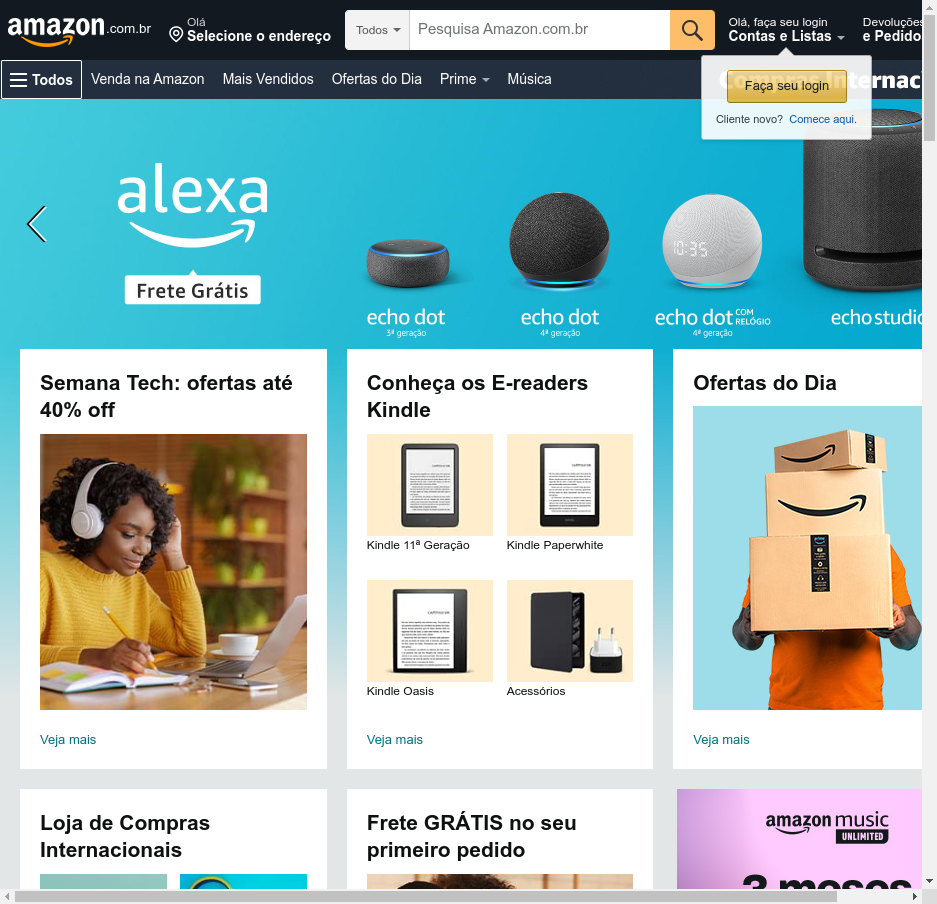 amazon.com.br
Olá
Selecione o endereço
Todos
Pesquisa Amazon.com.br
Olá, faça seu login
Contas e Listas
Devoluções
e Pedido
Todos
Venda na Amazon
Mais Vendidos
Ofertas do Dia
Prime
Música
Faça seu login
Cliente novo? Comece aqui.
alexa
Frete Grátis
10:35
echo dot
3ª geração
echo dot
4ª geração
echo dot COM RELÓGIO
4ª geração
echo studio
Semana Tech: ofertas até
40% off
Veja mais
Conheça os E-readers
Kindle
Kindle 11ª Geração
Kindle Paperwhite
Kindle Oasis
Acessórios
Veja mais
Ofertas do Dia
prime
Veja mais
Loja de Compras
Internacionais
Frete GRÁTIS no seu
primeiro pedido
amazon music
UNLIMITED
3 meses